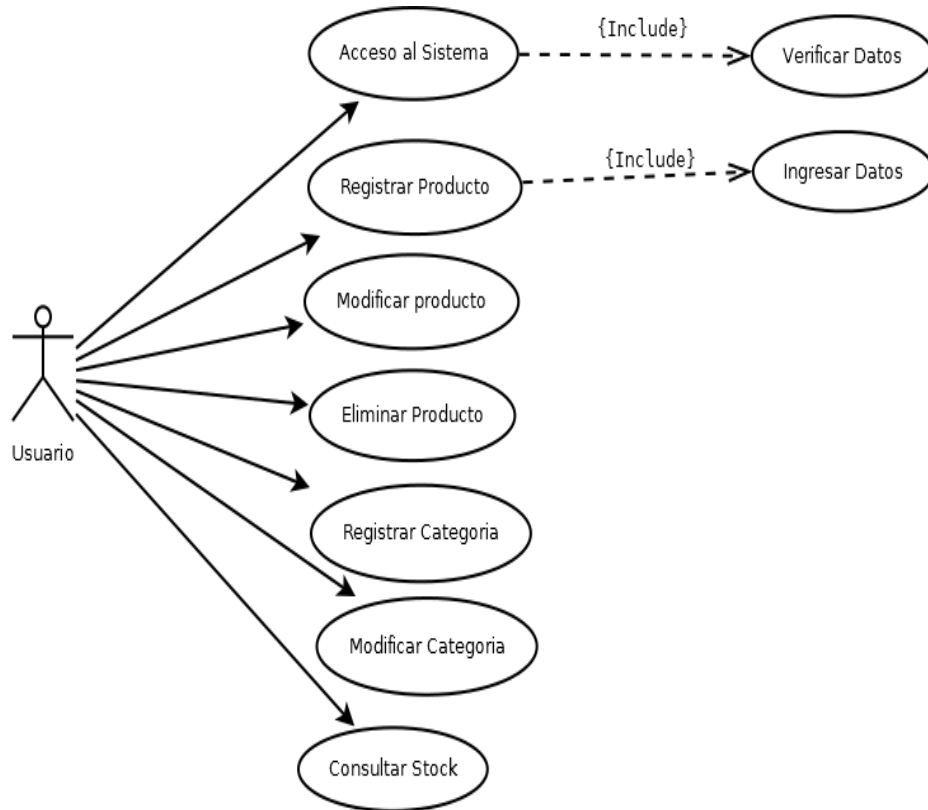 Acceso al Sistema
{Include}
Verificar Datos
Registrar Producto
{Include}
Ingresar Datos
Modificar producto
Eliminar Producto
Usuario
Registrar Categoria
Modificar Categoria
Consultar Stock